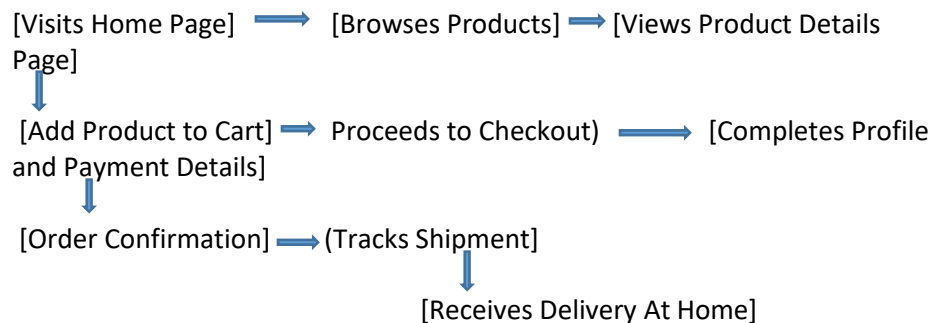 [Visits Home Page] [Browses Products] [Views Product Details
Page]
[Add Product to Cart] Proceeds to Checkout) [Completes Profile
and Payment Details]
[Order Confirmation] (Tracks Shipment]
[Receives Delivery At Home]